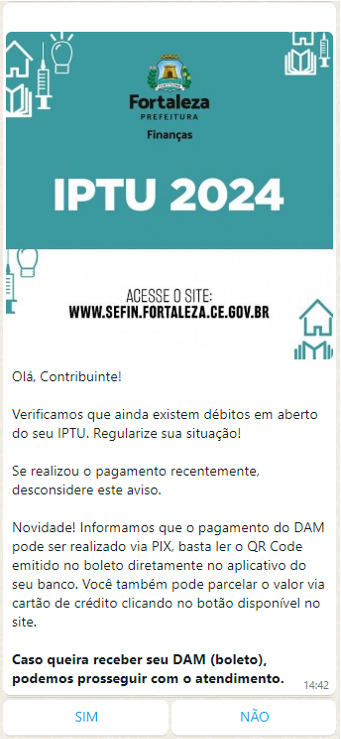 Fortaleza
PREFEITURA
Finanças
IPTU 2024
ACESSE O SITE:
WWW.SEFIN.FORTALEZA.CE.GOV.BR
Olá, Contribuinte!
Verificamos que ainda existem débitos em aberto
do seu IPTU. Regularize sua situação!
Se realizou o pagamento recentemente,
desconsidere este aviso.
Novidade! Informamos que o pagamento do DAM
pode ser realizado via PIX, basta ler o QR Code
emitido no boleto diretamente no aplicativo do
seu banco. Você também pode parcelar o valor via
cartão de crédito clicando no botão disponível no
site.
Caso queira receber seu DAM (boleto),
podemos prosseguir com o atendimento.
14:42
SIM
NÃO